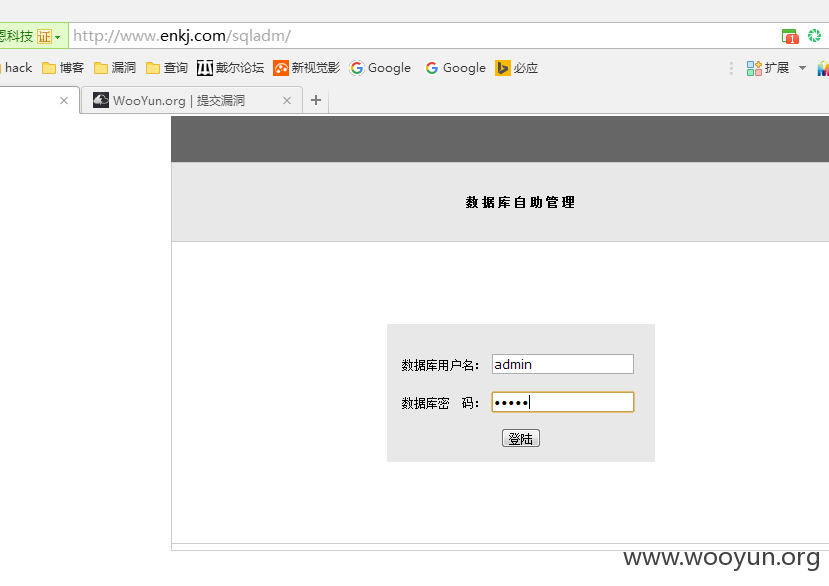 恩科技 证 http://www.enkj.com/sqladm/ 1
hack 博客 漏洞 查询 戴尔论坛 新视觉影 Google Google 必应 扩展
WooYun.org | 提交漏洞
数据库自助管理
数据库用户名： admin
数据库密 码： •••••
登陆
www.wooyun.org